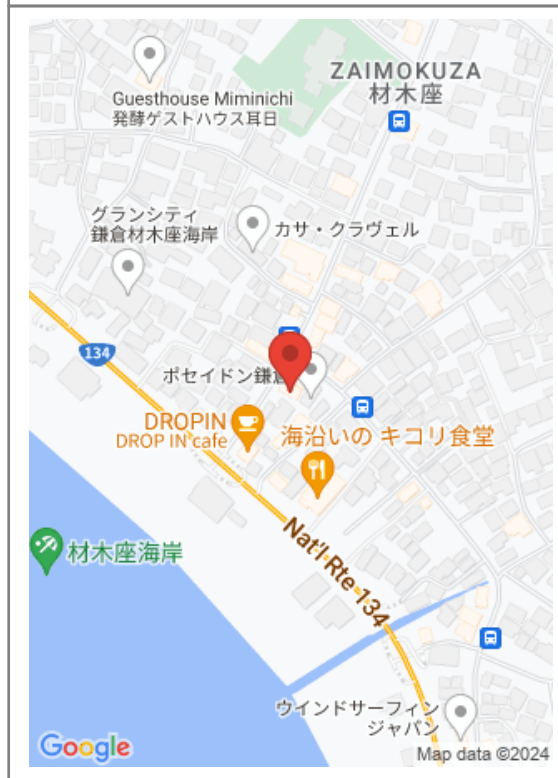 ZAIMOKUZA
材木座
Guesthouse Miminichi
発酵ゲストハウス耳日
グランシティ
鎌倉材木座海岸
カサ・クラヴェル
134
ポセイドン鎌倉
DROPIN
DROP IN cafe
海沿いの キコリ食堂
Nat'l Rte 134
材木座海岸
ウインドサーフィン
ジャパン
Google
Map data ©2024